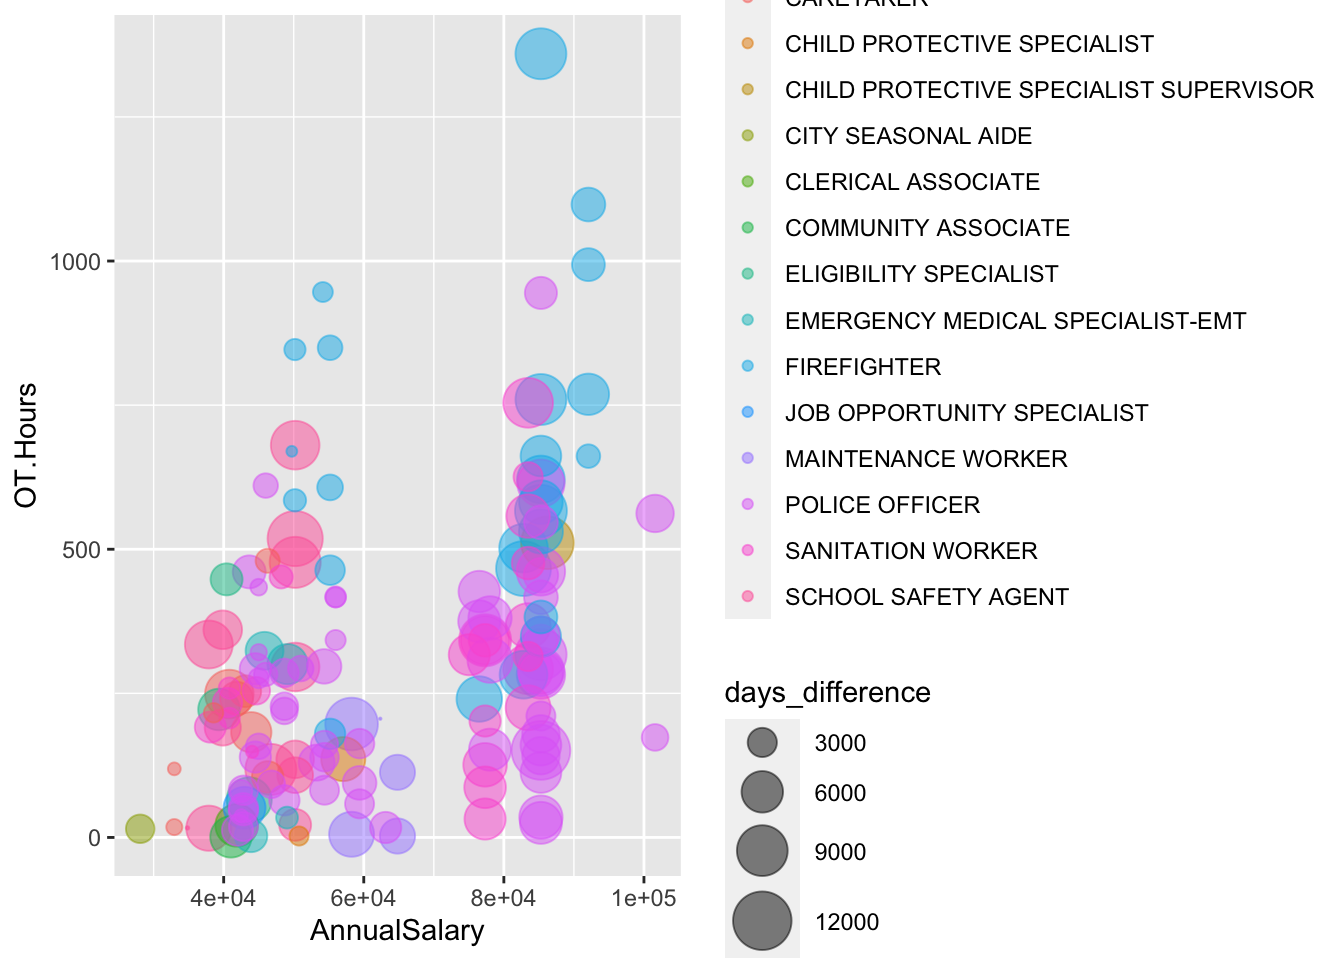 CARETAKER
CHILD PROTECTIVE SPECIALIST
CHILD PROTECTIVE SPECIALIST SUPERVISOR
CITY SEASONAL AIDE
CLERICAL ASSOCIATE
COMMUNITY ASSOCIATE
ELIGIBILITY SPECIALIST
EMERGENCY MEDICAL SPECIALIST-EMT
FIREFIGHTER
JOB OPPORTUNITY SPECIALIST
MAINTENANCE WORKER
POLICE OFFICER
SANITATION WORKER
SCHOOL SAFETY AGENT
days_difference
3000
6000
9000
12000
OT.Hours
1000
500
0
4e+04
6e+04
8e+04
1e+05
AnnualSalary